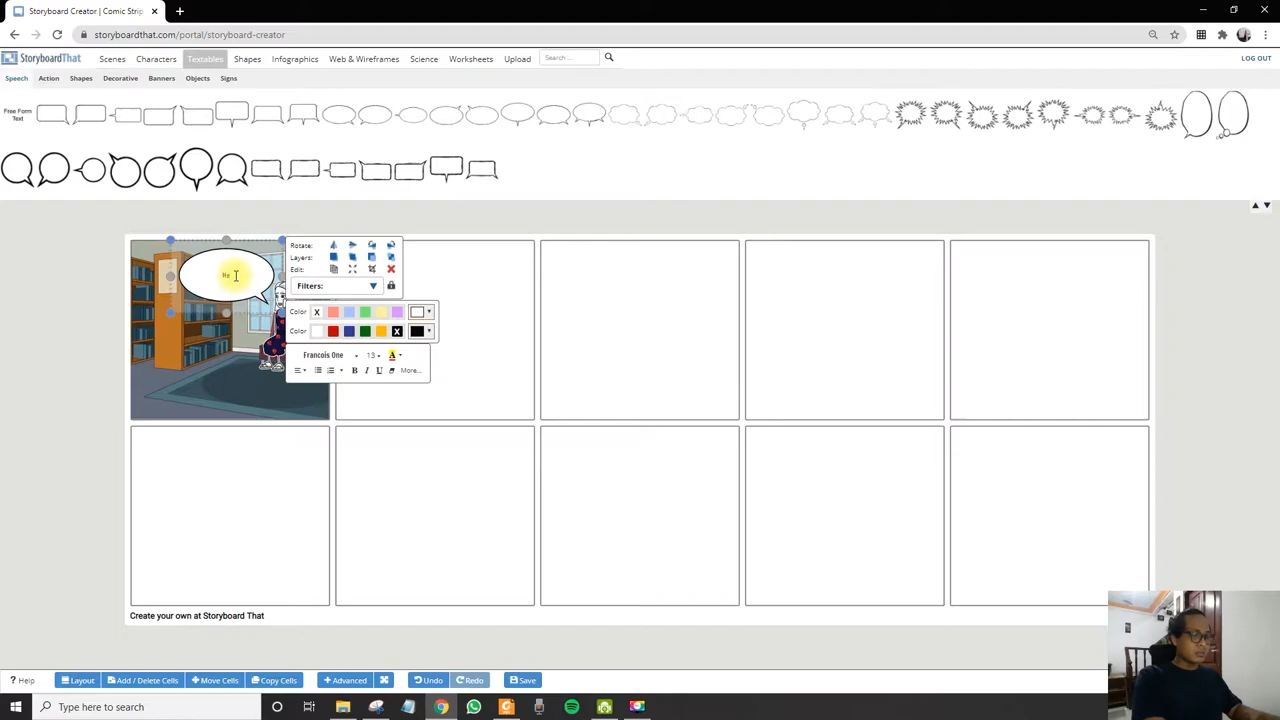 Storyboard Creator | Comic Strip
storyboardthat.com/portal/storyboard-creator
StoryboardThat
Scenes
Characters
Textables
Shapes
Infographics
Web & Wireframes
Science
Worksheets
Upload
Search ...
LOG OUT
Speech
Action
Shapes
Decorative
Banners
Objects
Signs
Free Form
Text
He
Rotate:
Layers:
Edit:
Filters:
Color
X
Color
X
Francois One
13
A
B
I
U
More...
Create your own at Storyboard That
? Help
Layout
Add / Delete Cells
Move Cells
Copy Cells
Advanced
Undo
Redo
Save
Type here to search